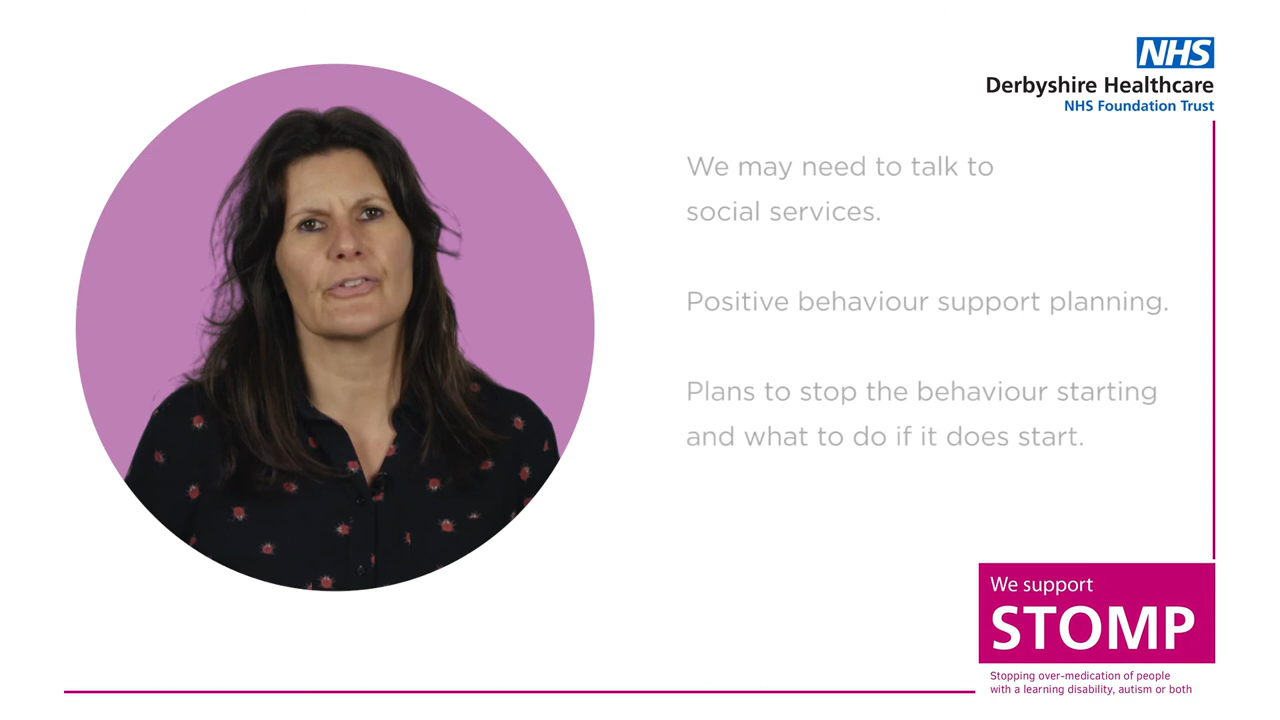 NHS
Derbyshire Healthcare
NHS Foundation Trust
We may need to talk to
social services.
Positive behaviour support planning.
Plans to stop the behaviour starting
and what to do if it does start.
We support
STOMP
Stopping over-medication of people
with a learning disability, autism or both